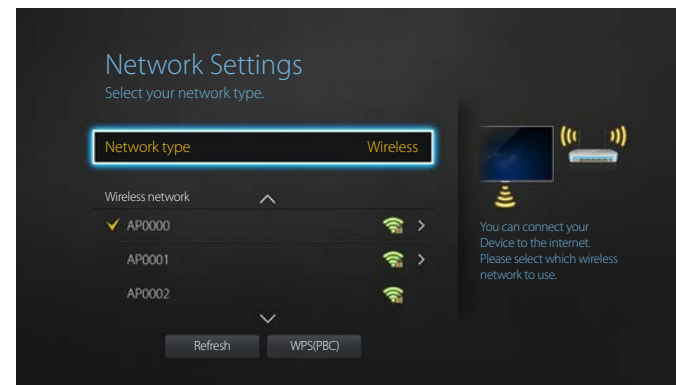 Network Settings
Select your network type.
Network type Wireless
Wireless network
AP0000
AP0001
AP0002
Refresh WPS(PBC)
You can connect your
Device to the internet.
Please select which wireless
network to use.